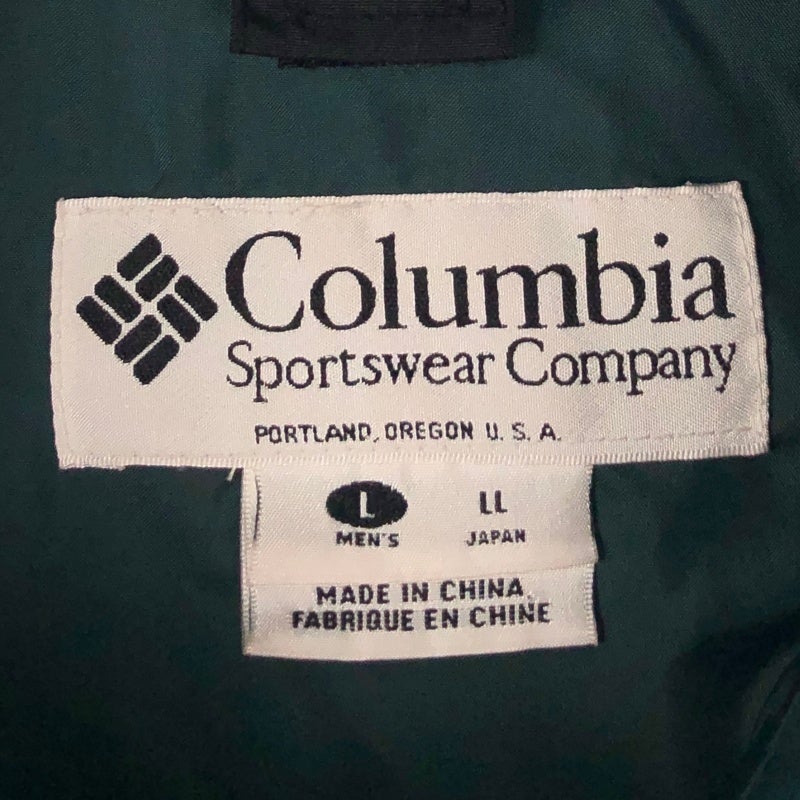 Columbia
Sportswear Company
PORTLAND, OREGON U. S. A.
L LL
MEN'S JAPAN
MADE IN CHINA
FABRIQUE EN CHINE